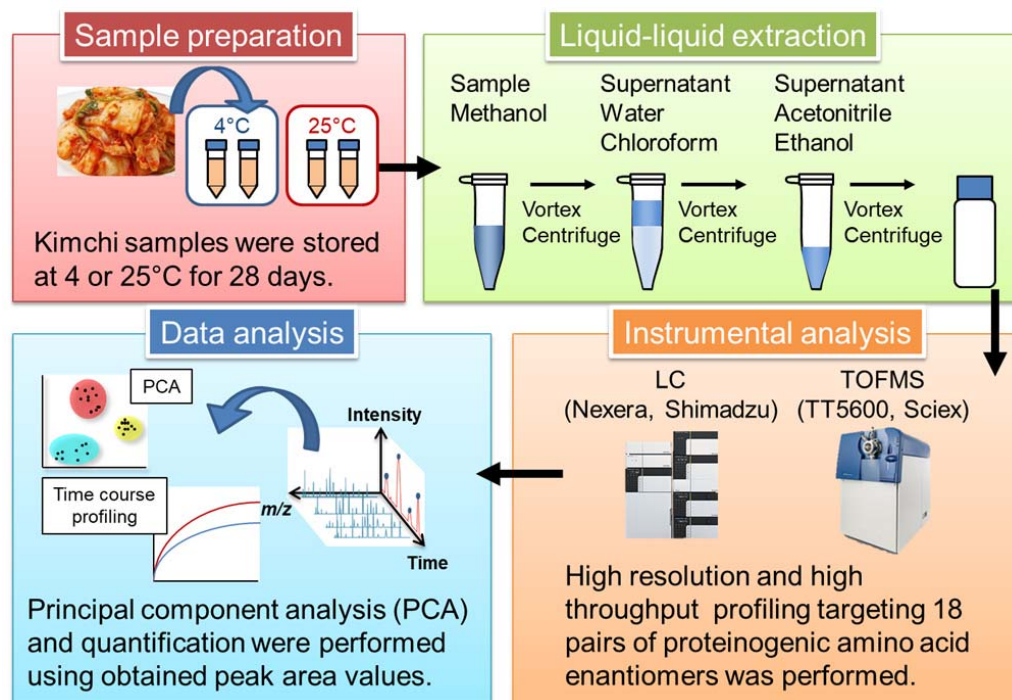 Sample preparation
4°C
25°C
Kimchi samples were stored
at 4 or 25°C for 28 days.
Liquid-liquid extraction
Sample
Methanol
Supernatant
Water
Chloroform
Supernatant
Acetonitrile
Ethanol
Vortex
Centrifuge
Vortex
Centrifuge
Vortex
Centrifuge
Data analysis
PCA
Time course
profiling
Intensity
m/z
Time
Principal component analysis (PCA)
and quantification were performed
using obtained peak area values.
Instrumental analysis
LC
(Nexera, Shimadzu)
TOFMS
(TT5600, Sciex)
High resolution and high
throughput profiling targeting 18
pairs of proteinogenic amino acid
enantiomers was performed.